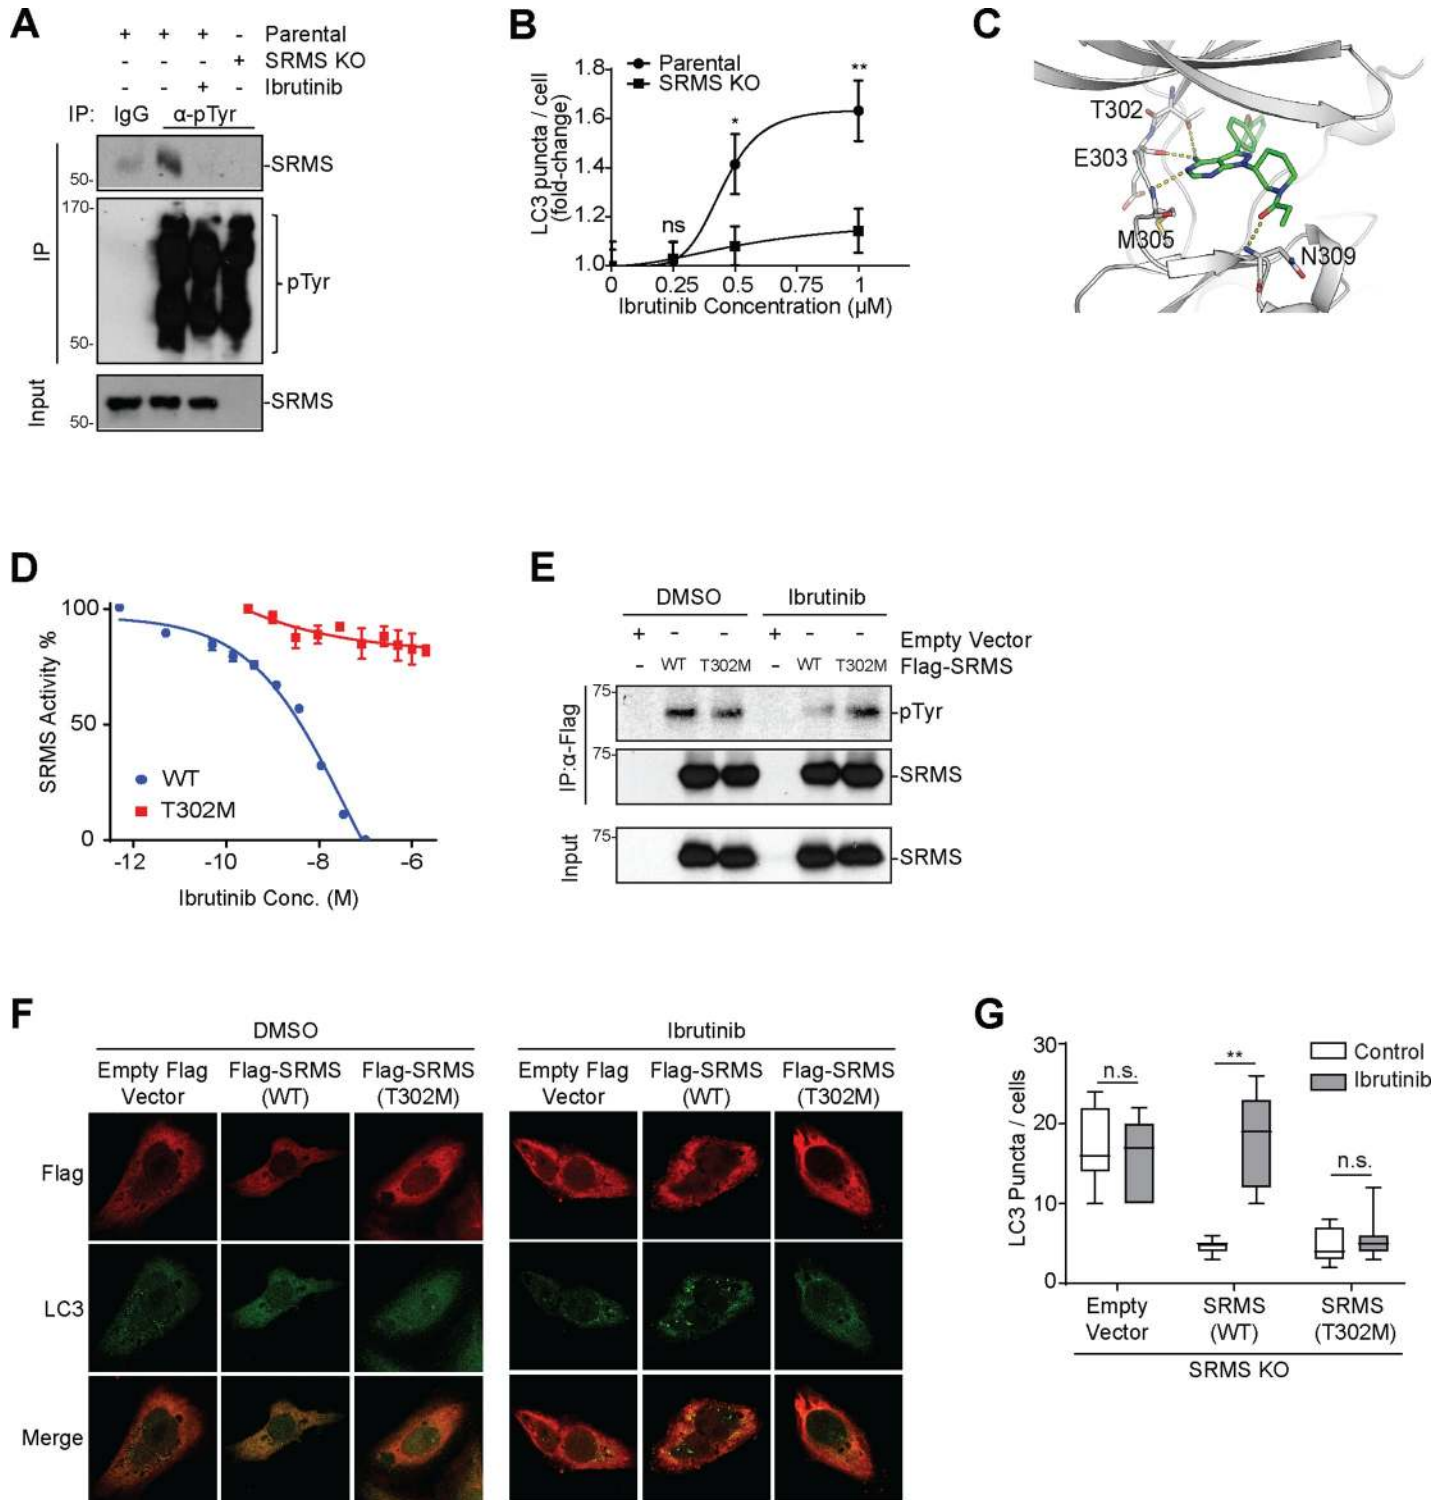 A
+ + + - Parental
- - - + SRMS KO
- - + - Ibrutinib
IP: IgG α-pTyr
IP
50-
-SRMS
170-
50-
pTyr
Input
50-
-SRMS
B
LC3 puncta / cell
(fold-change)
Parental
SRMS KO
1.8
1.6
1.4
1.2
1.0
ns
*
**
0 0.25 0.5 0.75 1
Ibrutinib Concentration (µM)
C
T302
E303
M305
N309
D
SRMS Activity %
100
50
0
WT
T302M
-12 -10 -8 -6
Ibrutinib Conc. (M)
E
DMSO Ibrutinib
+ - - + - - Empty Vector
- WT T302M - WT T302M Flag-SRMS
IP:α-Flag
75-
-pTyr
75-
-SRMS
Input
75-
-SRMS
F
DMSO Ibrutinib
Empty Flag Flag-SRMS Flag-SRMS Empty Flag Flag-SRMS Flag-SRMS
Vector (WT) (T302M) Vector (WT) (T302M)
Flag
LC3
Merge
G
LC3 Puncta / cells
30
20
10
0
n.s.
**
n.s.
Control
Ibrutinib
Empty SRMS SRMS
Vector (WT) (T302M)
SRMS KO